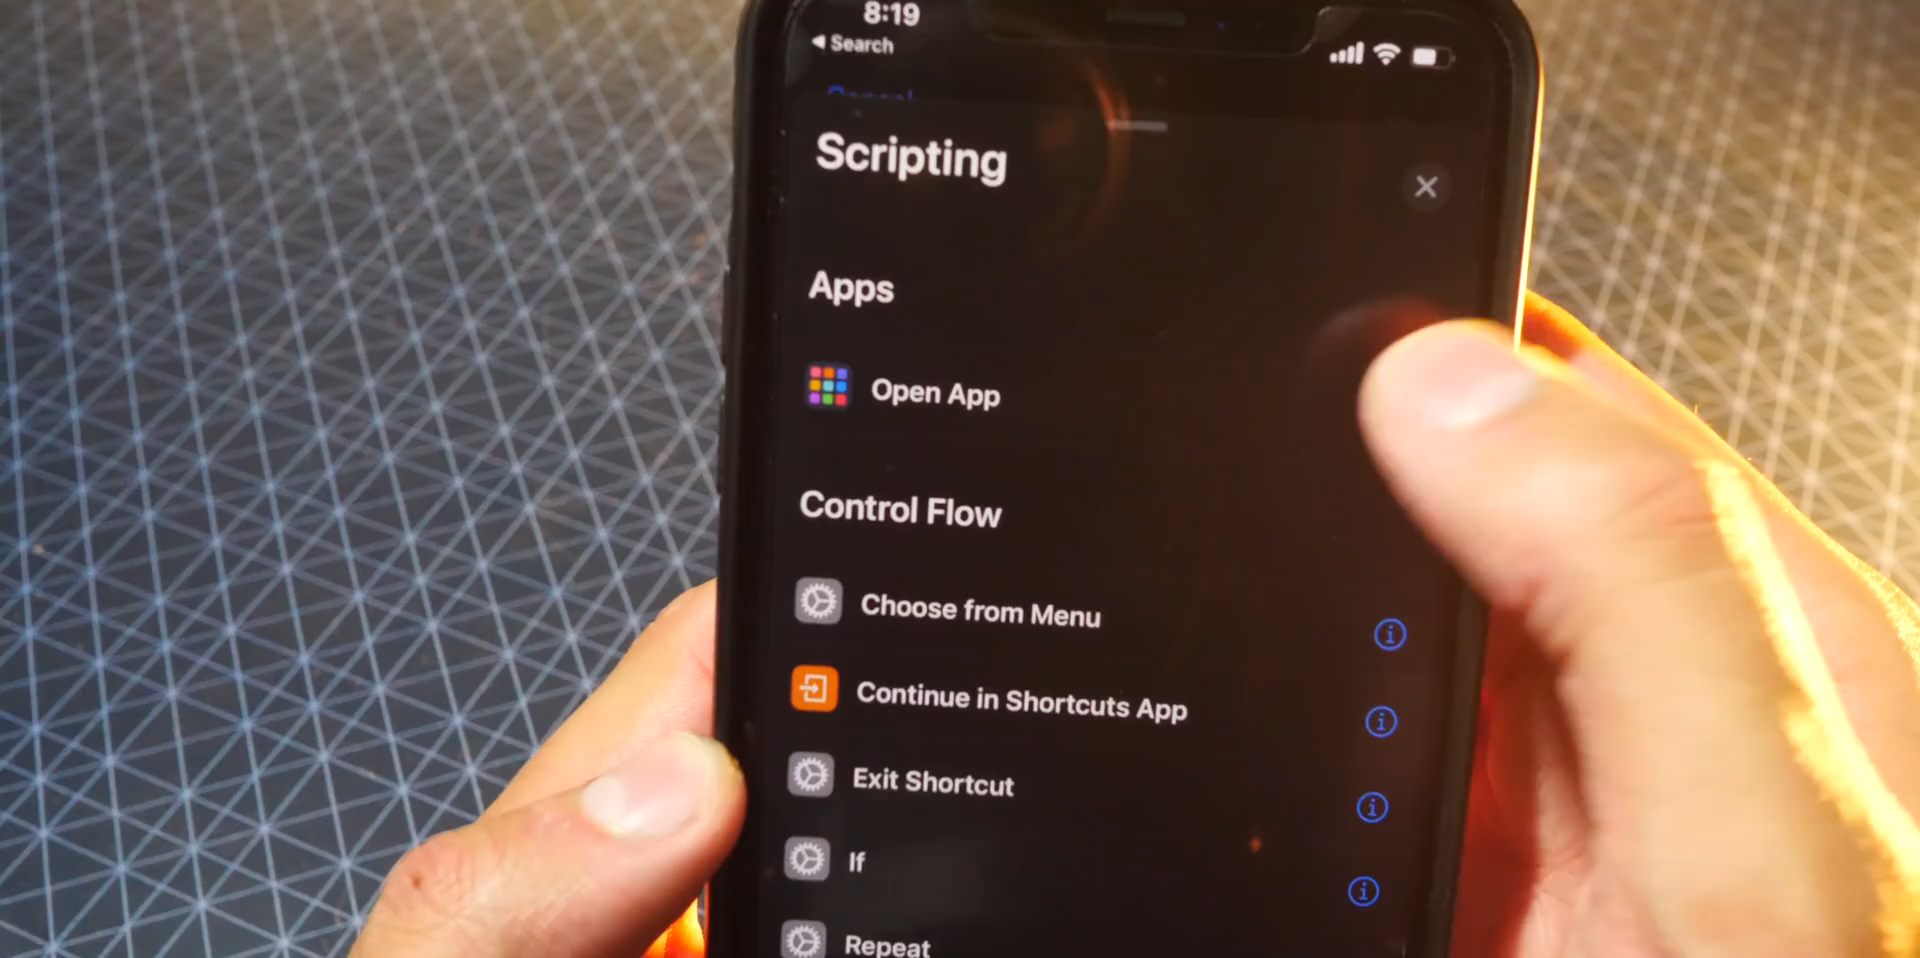 8:19
◀ Search
Cancel
Scripting
Apps
Open App
Control Flow
Choose from Menu
Continue in Shortcuts App
Exit Shortcut
If
Repeat